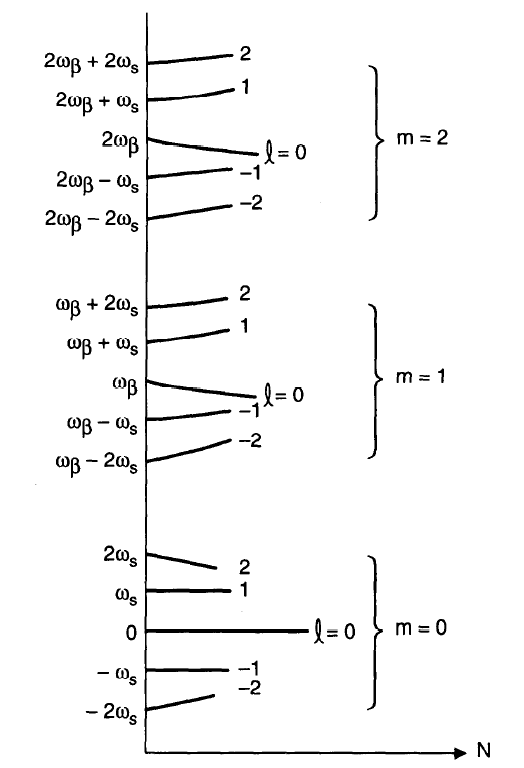 2ωβ + 2ωs 2
2ωβ + ωs 1
2ωβ ℓ = 0 m = 2
2ωβ – ωs –1
2ωβ – 2ωs –2
ωβ + 2ωs 2
ωβ + ωs 1
ωβ ℓ = 0 m = 1
ωβ – ωs –1
ωβ – 2ωs –2
2ωs 2
ωs 1
0 ℓ = 0 m = 0
– ωs –1
– 2ωs –2
N